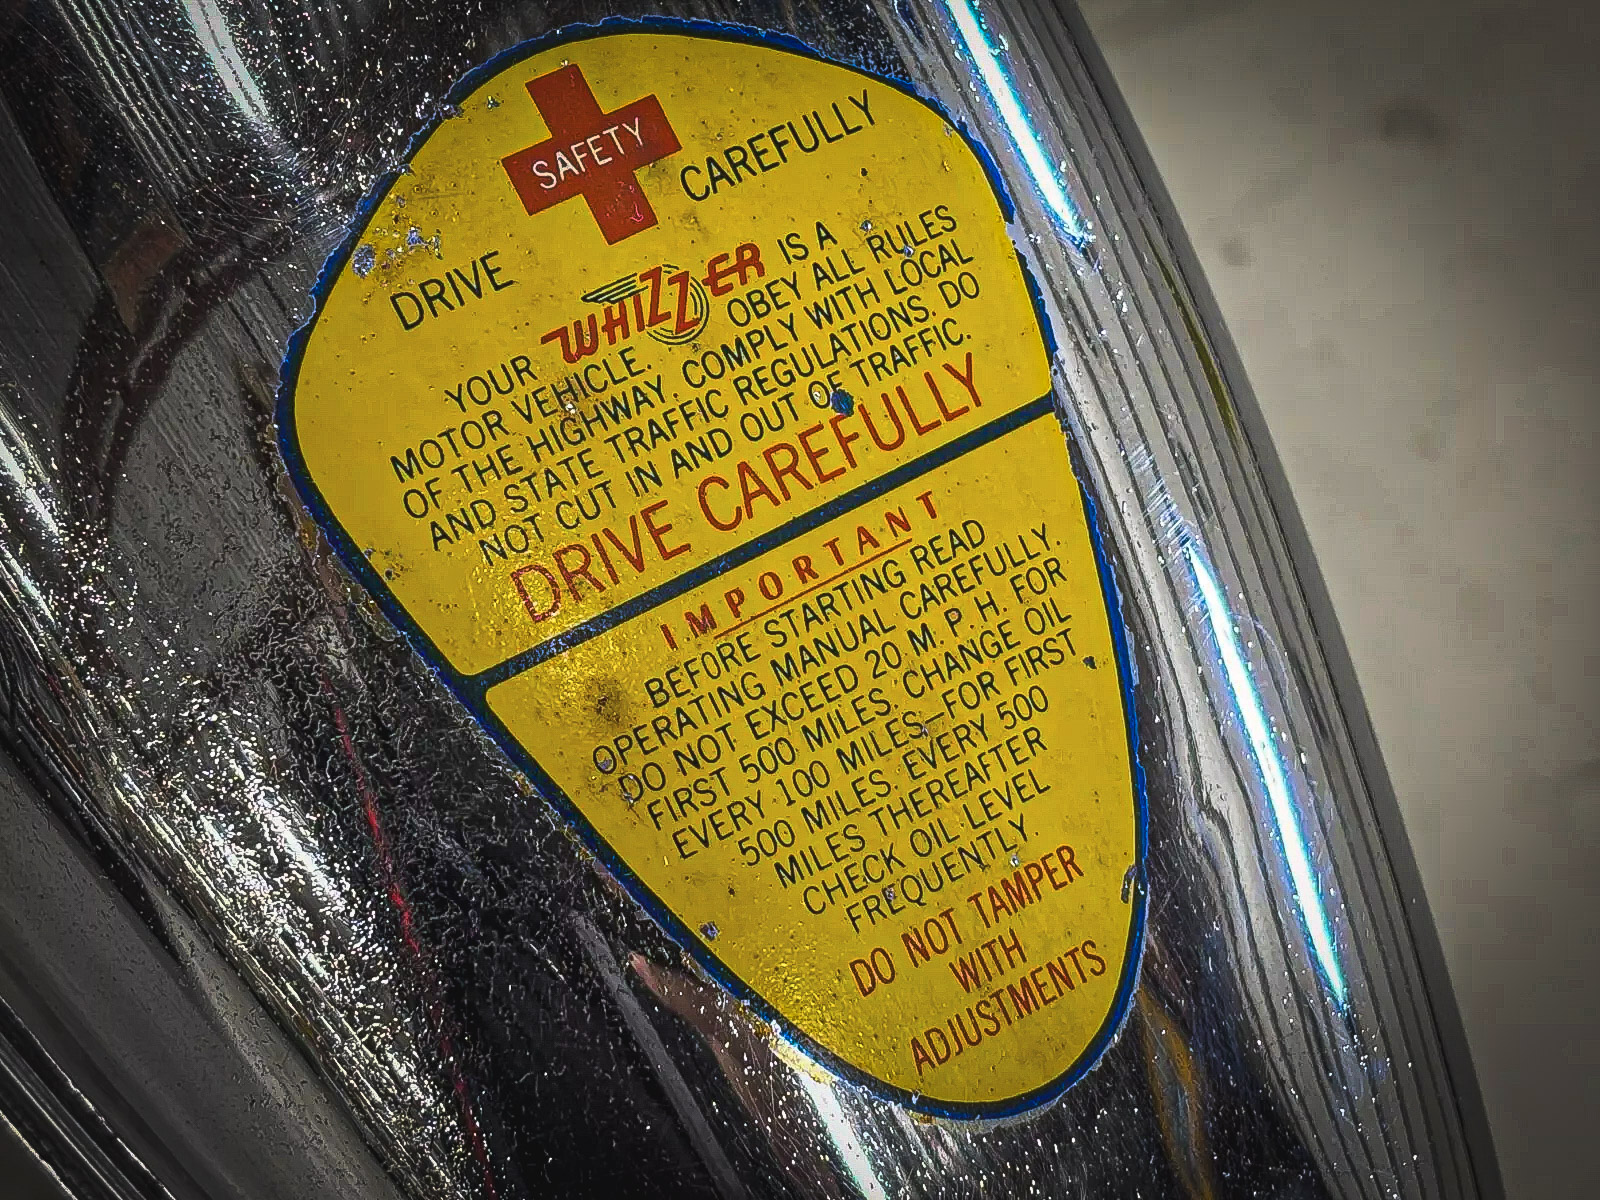 SAFETY
DRIVE CAREFULLY
YOUR WHIZZER IS A
MOTOR VEHICLE. OBEY ALL RULES
OF THE HIGHWAY. COMPLY WITH LOCAL
AND STATE TRAFFIC REGULATIONS. DO
NOT CUT IN AND OUT OF TRAFFIC.
DRIVE CAREFULLY
IMPORTANT
BEFORE STARTING READ
OPERATING MANUAL CAREFULLY.
DO NOT EXCEED 20 M. P. H. FOR
FIRST 500 MILES. CHANGE OIL
EVERY 100 MILES—FOR FIRST
500 MILES. EVERY 500
MILES THEREAFTER
CHECK OIL LEVEL
FREQUENTLY.
DO NOT TAMPER
WITH
ADJUSTMENTS